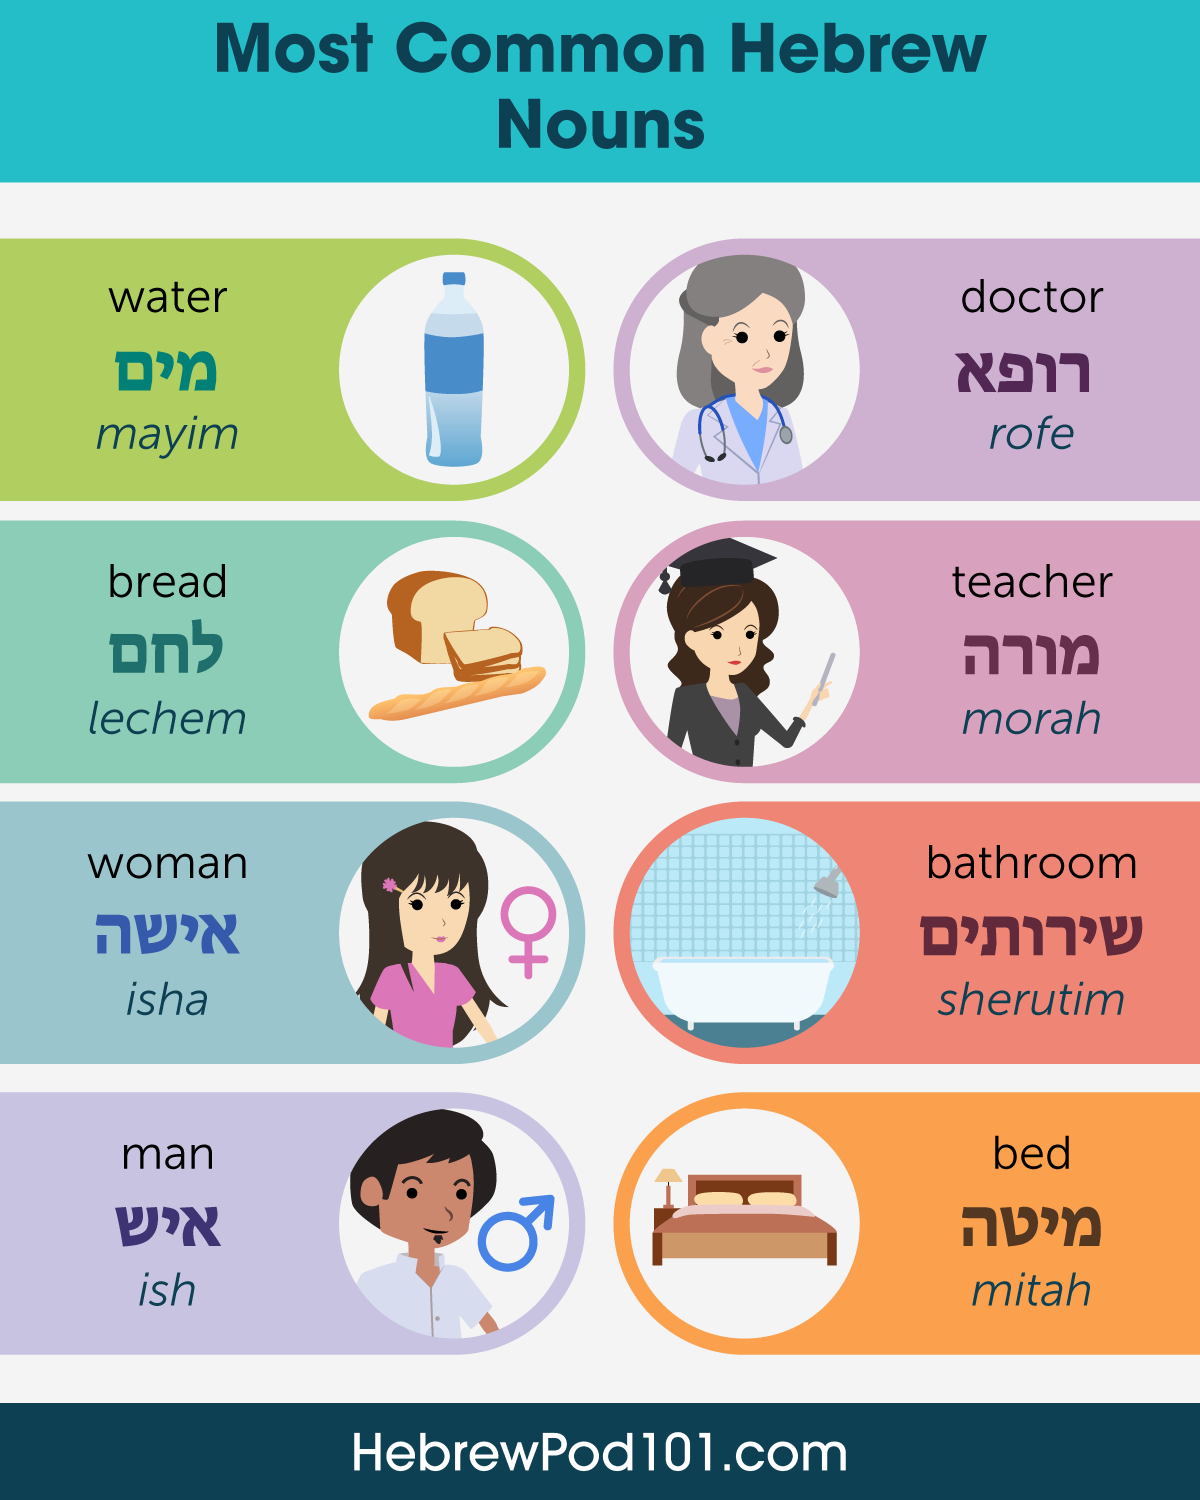 Most Common Hebrew
Nouns
water
מים
mayim
doctor
רופא
rofe
bread
לחם
lechem
teacher
מורה
morah
woman
אישה
isha
bathroom
שירותים
sherutim
man
איש
ish
bed
מיטה
mitah
HebrewPod101.com